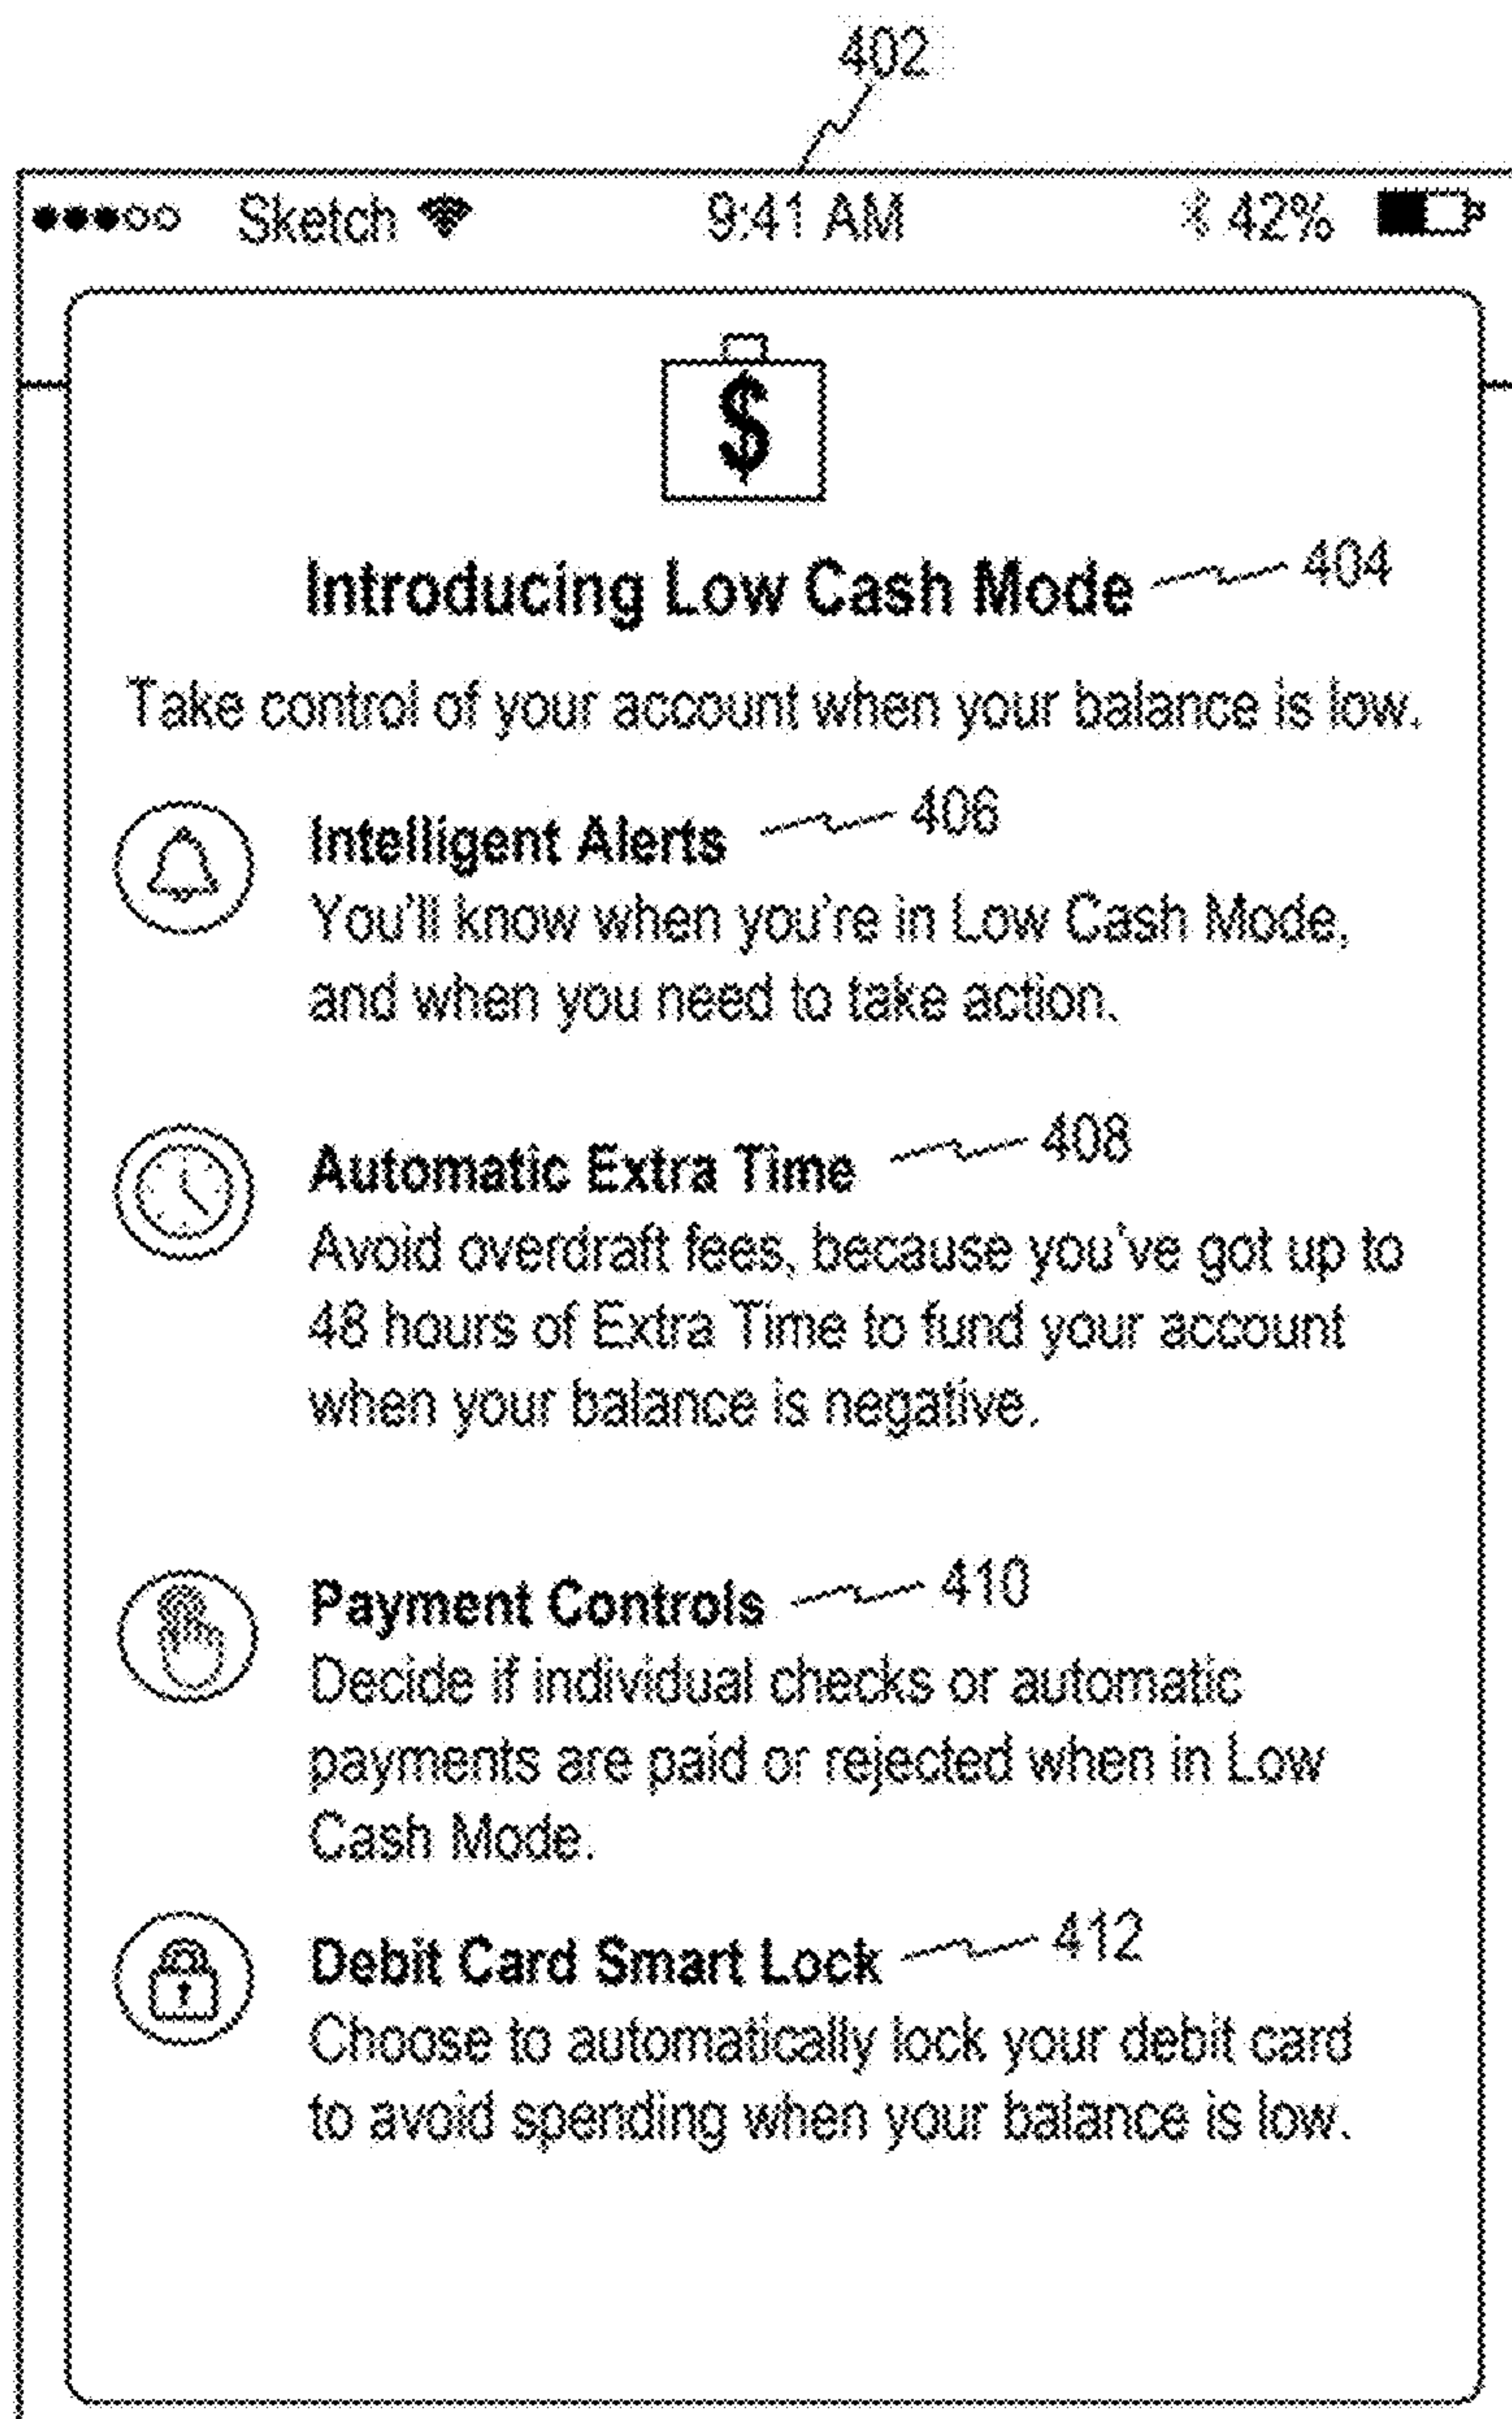 402
Sketch 9:41 AM 42%
$
Introducing Low Cash Mode 404
Take control of your account when your balance is low.
Intelligent Alerts 406
You'll know when you're in Low Cash Mode,
and when you need to take action.
Automatic Extra Time 408
Avoid overdraft fees, because you've got up to
48 hours of Extra Time to fund your account
when your balance is negative.
Payment Controls 410
Decide if individual checks or automatic
payments are paid or rejected when in Low
Cash Mode.
Debit Card Smart Lock 412
Choose to automatically lock your debit card
to avoid spending when your balance is low.